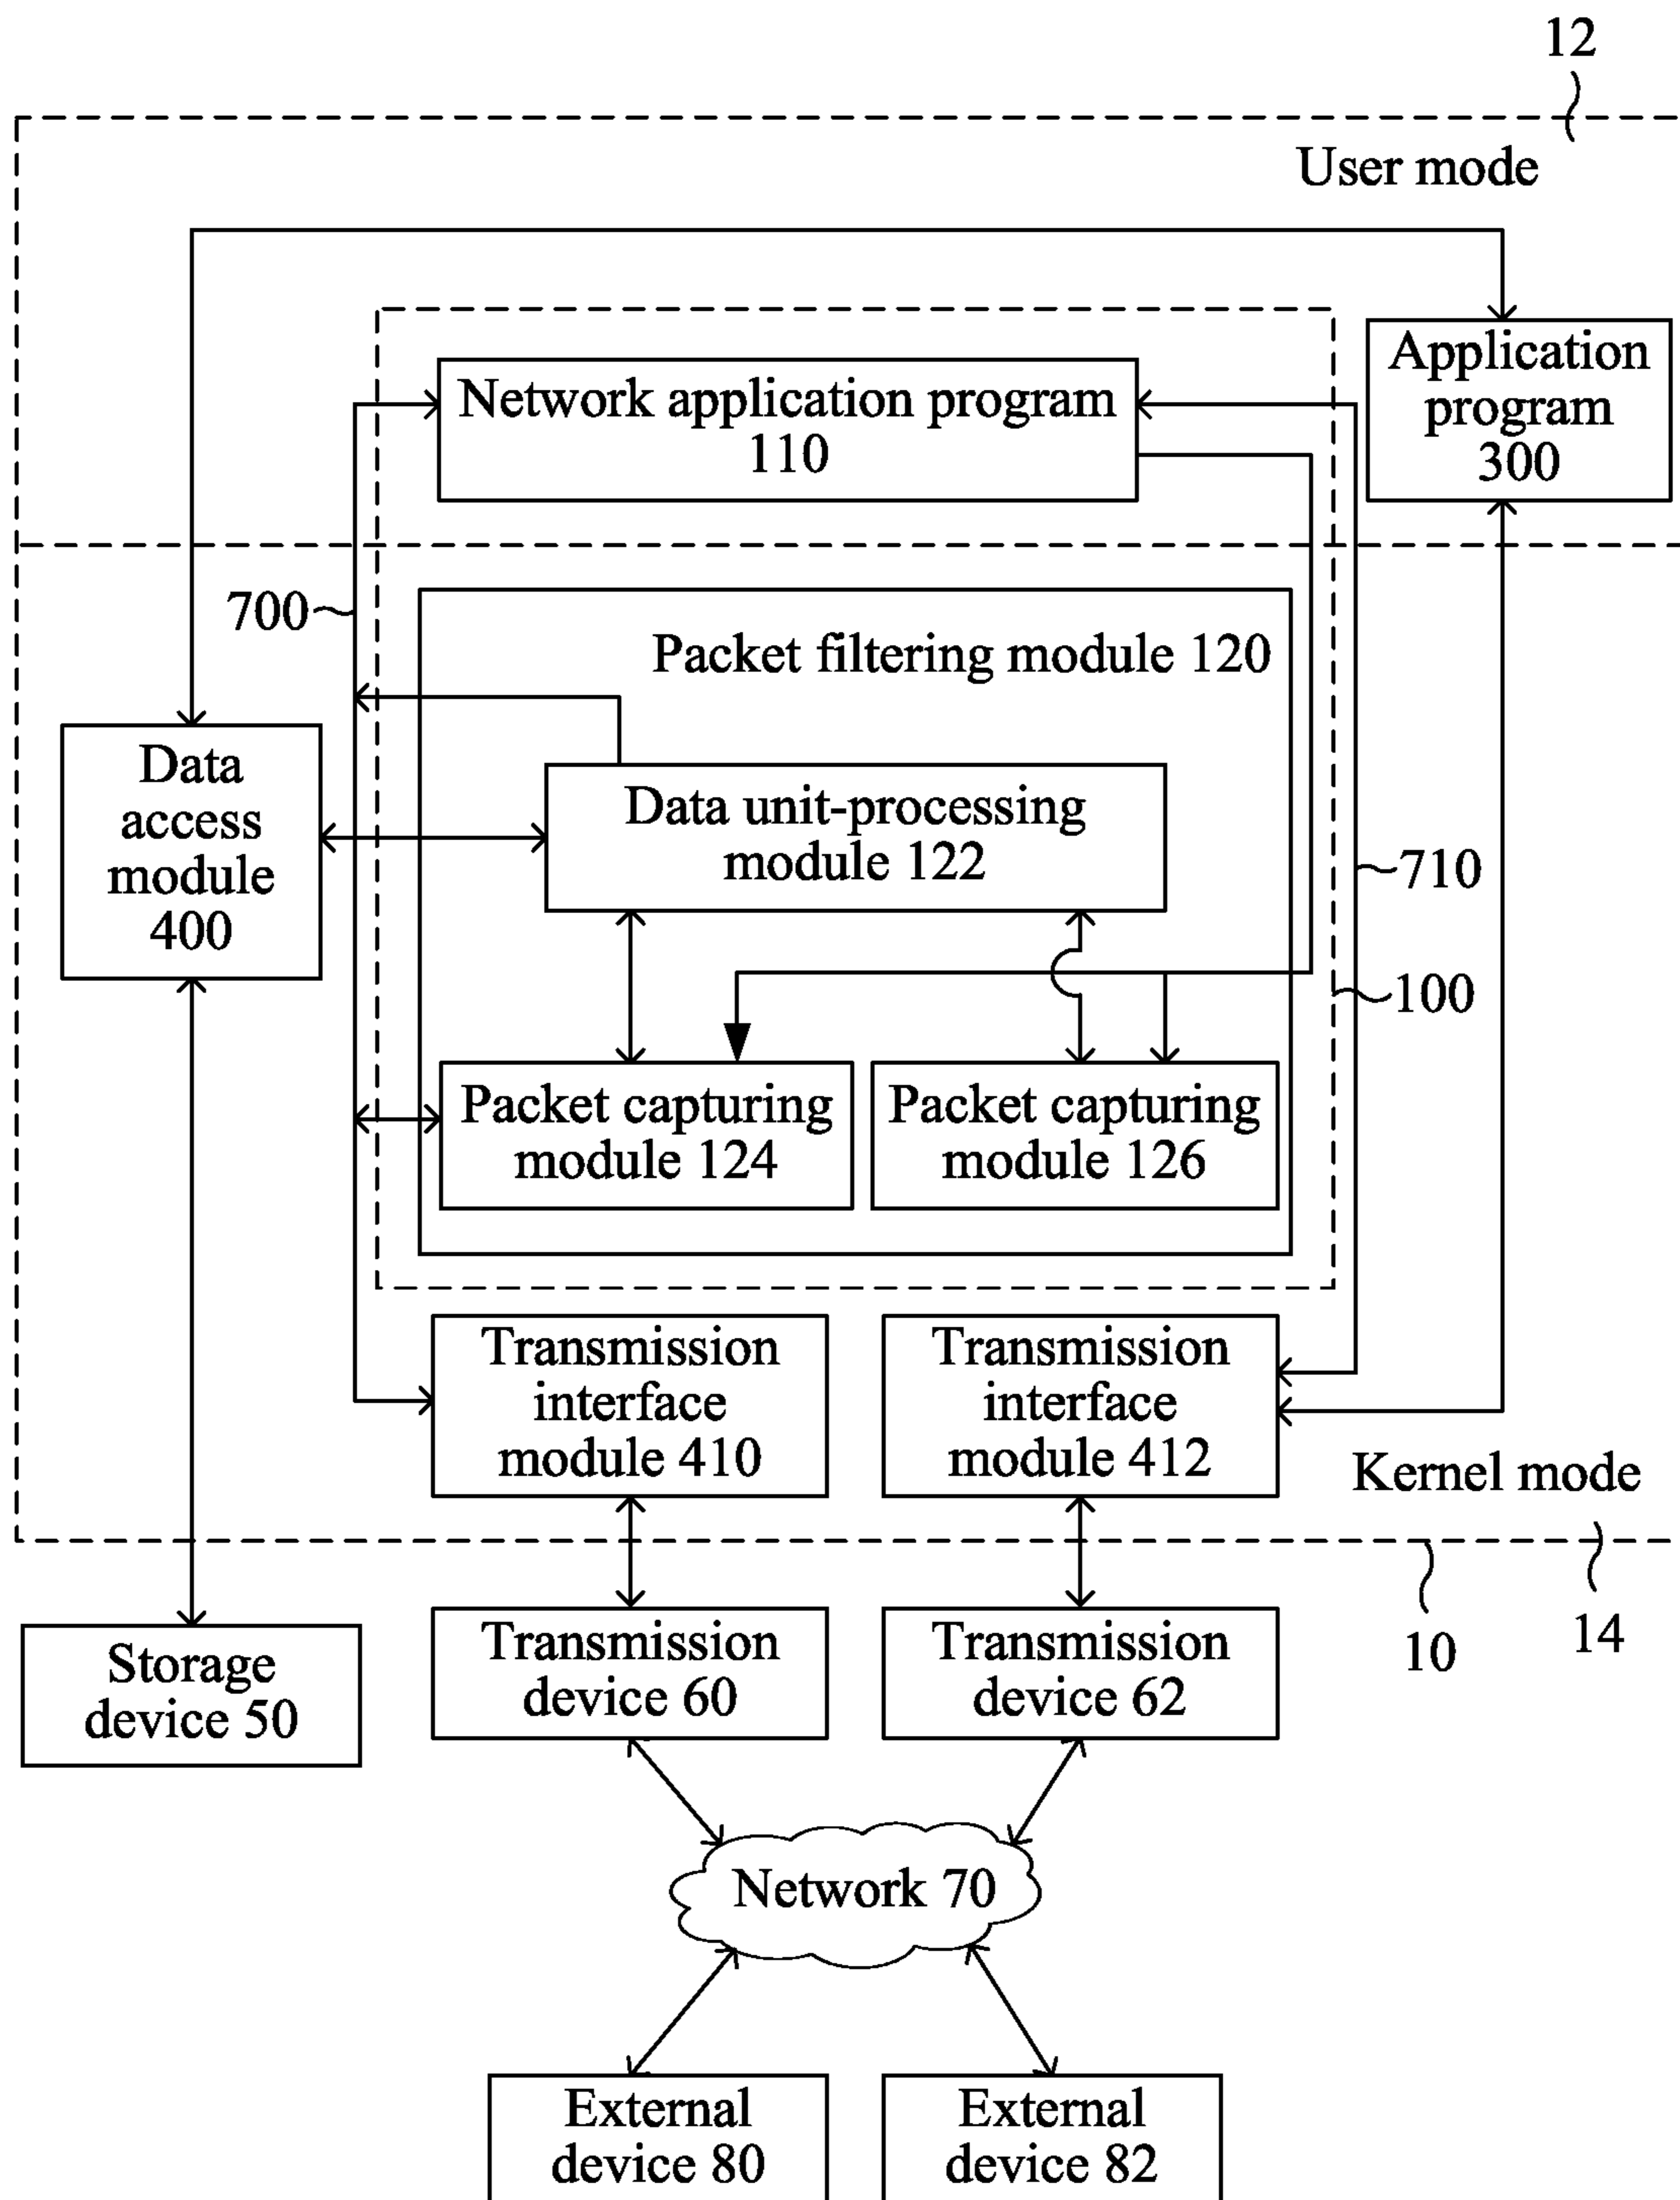 12
User mode
Network application program
110
Application
program
300
700
Packet filtering module 120
Data
access
module
400
Data unit-processing
module 122
710
100
Packet capturing
module 124
Packet capturing
module 126
Transmission
interface
module 410
Transmission
interface
module 412
Kernel mode
10
14
Storage
device 50
Transmission
device 60
Transmission
device 62
Network 70
External
device 80
External
device 82